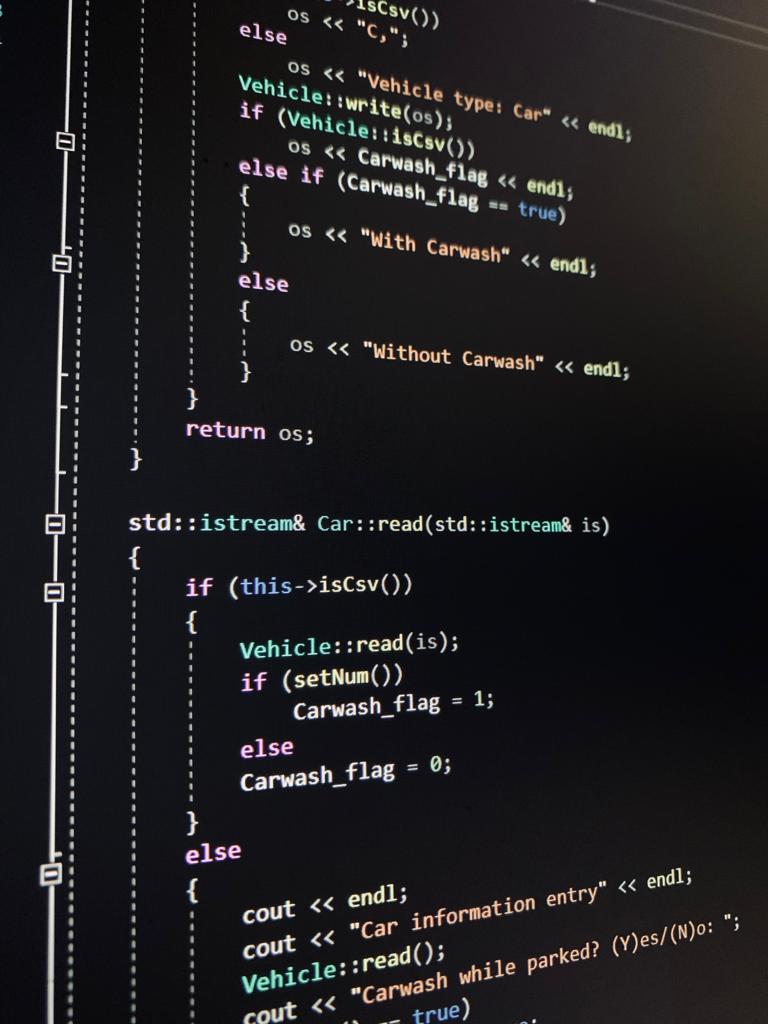 isCsv())
os << "C,";
else
os << "Vehicle type: Car" << endl;
Vehicle::write(os);
if (Vehicle::isCsv())
os << Carwash_flag << endl;
else if (Carwash_flag == true)
{
os << "With Carwash" << endl;
}
else
{
os << "Without Carwash" << endl;
}
}
return os;
}
std::istream& Car::read(std::istream& is)
{
if (this->isCsv())
{
Vehicle::read(is);
if (setNum())
Carwash_flag = 1;
else
Carwash_flag = 0;
}
else
{
cout << endl;
cout << "Car information entry" << endl;
Vehicle::read();
cout << "Carwash while parked? (Y)es/(N)o: ";
== true)